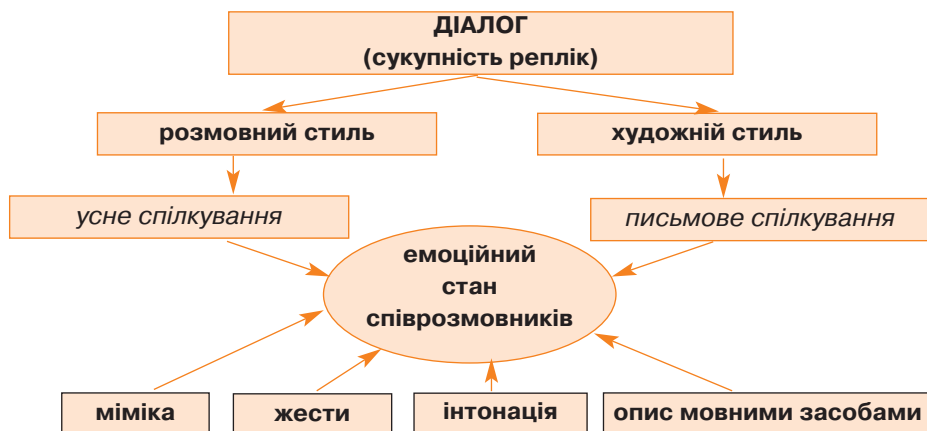 ДІАЛОГ
(сукупність реплік)
розмовний стиль
художній стиль
усне спілкування
письмове спілкування
емоційний
стан
співрозмовників
міміка
жести
інтонація
опис мовними засобами